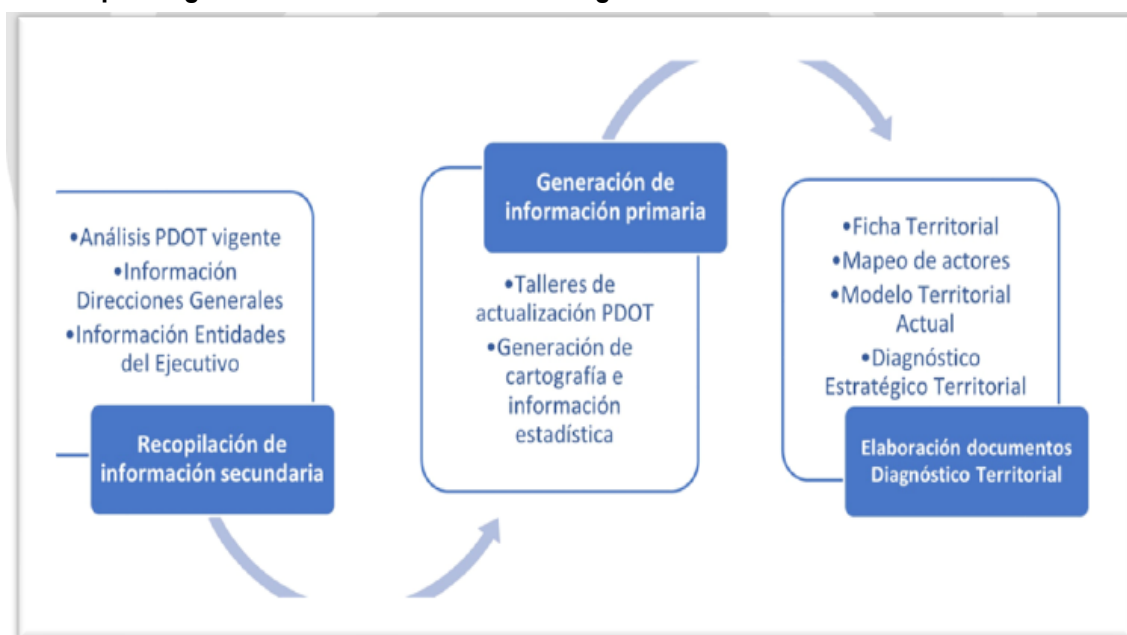 •Análisis PDOT vigente
•Información
Direcciones Generales
•Información Entidades
del Ejecutivo
Recopilación de
información secundaria
Generación de
información primaria
•Talleres de
actualización PDOT
•Generación de
cartografía e
información
estadística
•Ficha Territorial
•Mapeo de actores
•Modelo Territorial
Actual
•Diagnóstico
Estratégico Territorial
Elaboración documentos
Diagnóstico Territorial